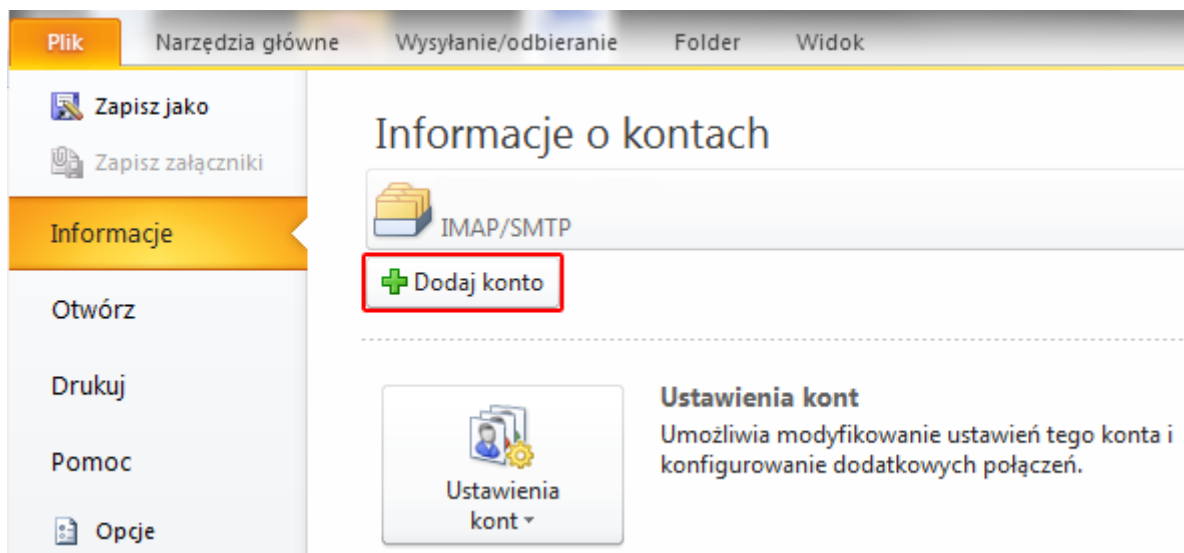 Plik Narzędzia główne Wysyłanie/odbieranie Folder Widok
Zapisz jako
Zapisz załączniki
Informacje
Otwórz
Drukuj
Pomoc
Opcje
Informacje o kontach
IMAP/SMTP
Dodaj konto
Ustawienia
kont
Ustawienia kont
Umożliwia modyfikowanie ustawień tego konta i
konfigurowanie dodatkowych połączeń.